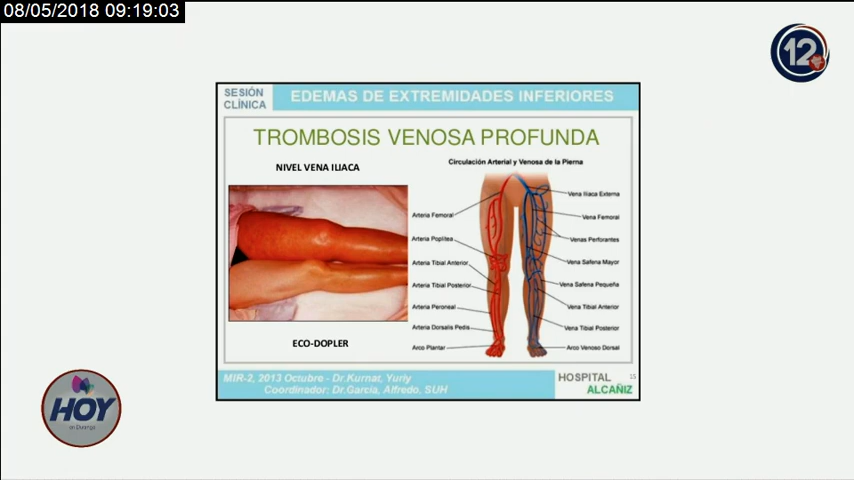 08/05/2018 09:19:03
12
SESIÓN
CLÍNICA
EDEMAS DE EXTREMIDADES INFERIORES
TROMBOSIS VENOSA PROFUNDA
NIVEL VENA ILIACA
Circulación Arterial y Venosa de la Pierna
Arteria Femoral
Arteria Poplítea
Arteria Tibial Anterior
Arteria Tibial Posterior
Arteria Peroneal
Arteria Dorsalis Pedis
Arco Plantar
Vena Iliaca Externa
Vena Femoral
Venas Perforantes
Vena Safena Mayor
Vena Safena Pequeña
Vena Tibial Anterior
Vena Tibial Posterior
Arco Venoso Dorsal
ECO-DOPLER
MIR-2, 2013 Octubre - Dr.Kurnat, Yuriy
Coordinador: Dr.García, Alfredo, SUH
HOSPITAL
ALCAÑIZ
15
HOY
en Durango